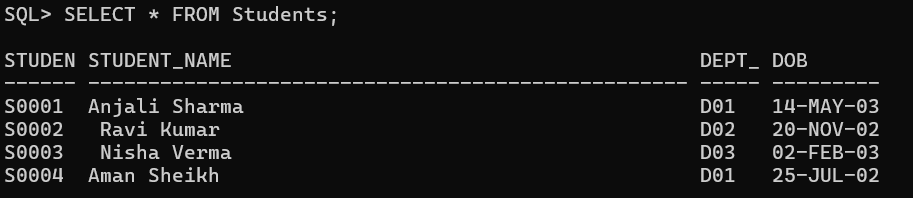 SQL> SELECT * FROM Students;
STUDEN STUDENT_NAME                                       DEPT_ DOB
------ -------------------------------------------------- ----- ---------
S0001  Anjali Sharma                                      D01   14-MAY-03
S0002   Ravi Kumar                                        D02   20-NOV-02
S0003   Nisha Verma                                       D03   02-FEB-03
S0004  Aman Sheikh                                        D01   25-JUL-02